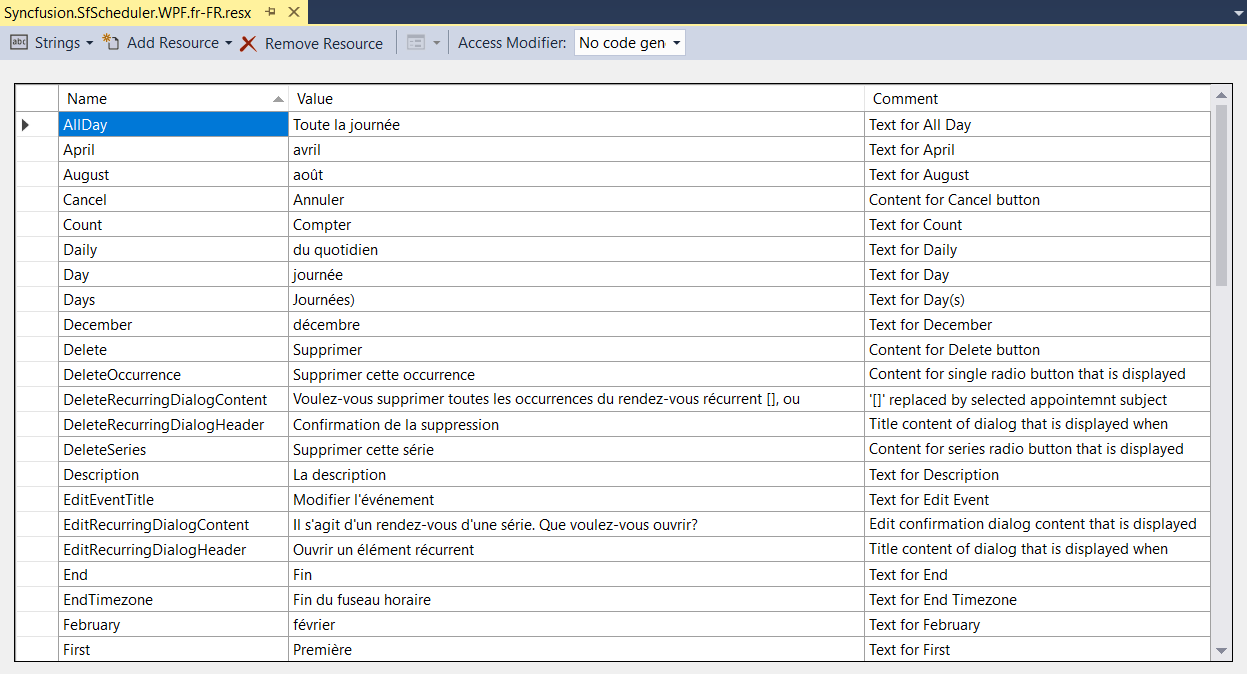 Syncfusion.SfScheduler.WPF.fr-FR.resx
abc Strings Add Resource Remove Resource Access Modifier: No code gen
Name Value Comment
AllDay Toute la journée Text for All Day
April avril Text for April
August août Text for August
Cancel Annuler Content for Cancel button
Count Compter Text for Count
Daily du quotidien Text for Daily
Day journée Text for Day
Days Journées) Text for Day(s)
December décembre Text for December
Delete Supprimer Content for Delete button
DeleteOccurrence Supprimer cette occurrence Content for single radio button that is displayed
DeleteRecurringDialogContent Voulez-vous supprimer toutes les occurrences du rendez-vous récurrent [], ou '[]' replaced by selected appointemnt subject
DeleteRecurringDialogHeader Confirmation de la suppression Title content of dialog that is displayed when
DeleteSeries Supprimer cette série Content for series radio button that is displayed
Description La description Text for Description
EditEventTitle Modifier l'événement Text for Edit Event
EditRecurringDialogContent Il s'agit d'un rendez-vous d'une série. Que voulez-vous ouvrir? Edit confirmation dialog content that is displayed
EditRecurringDialogHeader Ouvrir un élément récurrent Title content of dialog that is displayed when
End Fin Text for End
EndTimezone Fin du fuseau horaire Text for End Timezone
February février Text for February
First Première Text for First